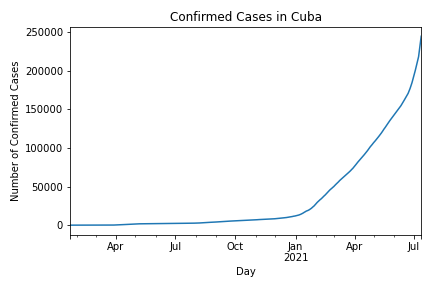 Confirmed Cases in Cuba
Number of Confirmed Cases
250000
200000
150000
100000
50000
0
Apr Jul Oct Jan Apr Jul
2021
Day